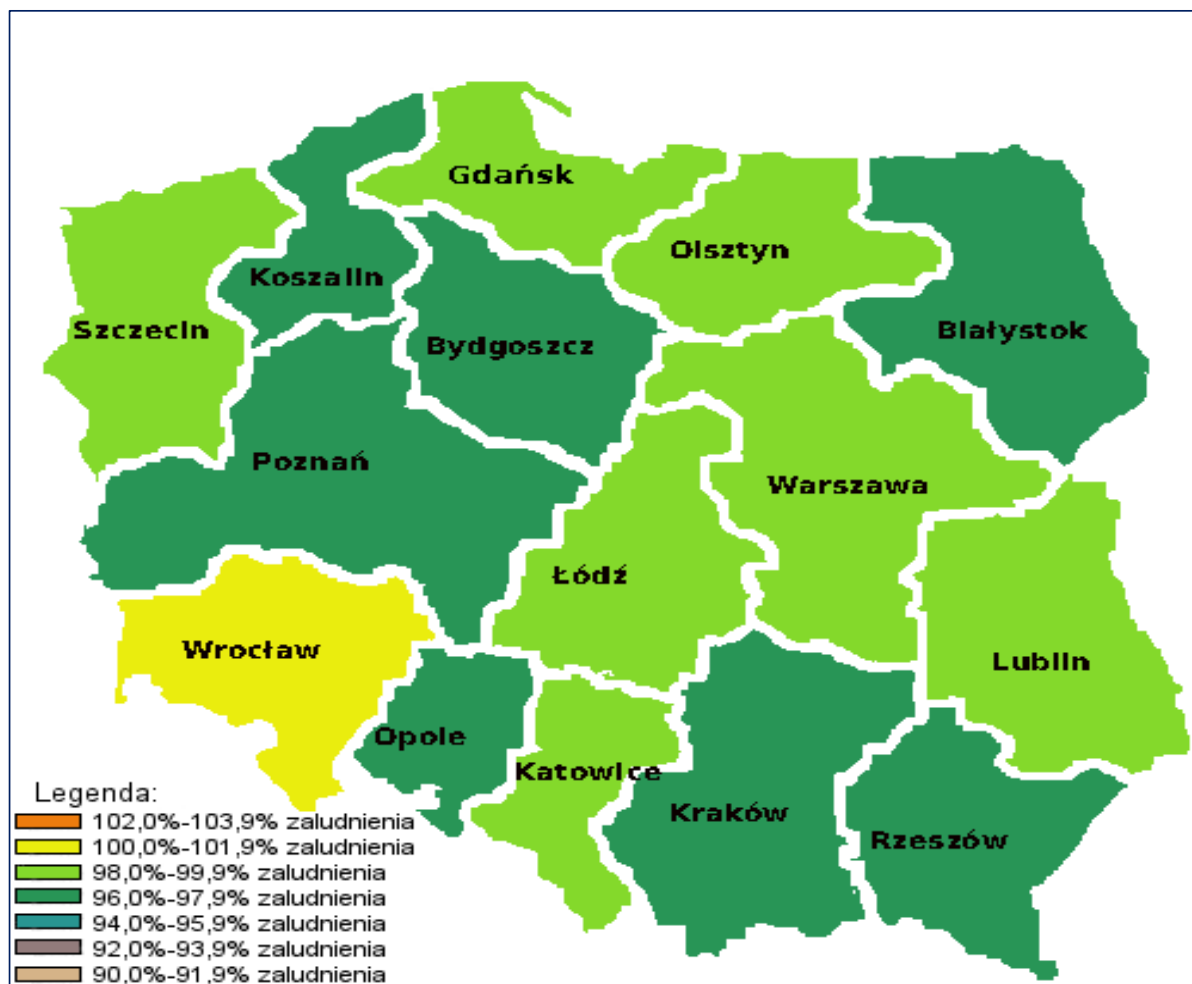 Gdańsk
Olsztyn
Koszalin
Białystok
Szczecin
Bydgoszcz
Poznań
Warszawa
Łódź
Wrocław
Lublin
Opole
Katowice
Kraków
Rzeszów
Legenda:
102,0%-103,9% zaludnienia
100,0%-101,9% zaludnienia
98,0%-99,9% zaludnienia
96,0%-97,9% zaludnienia
94,0%-95,9% zaludnienia
92,0%-93,9% zaludnienia
90,0%-91,9% zaludnienia